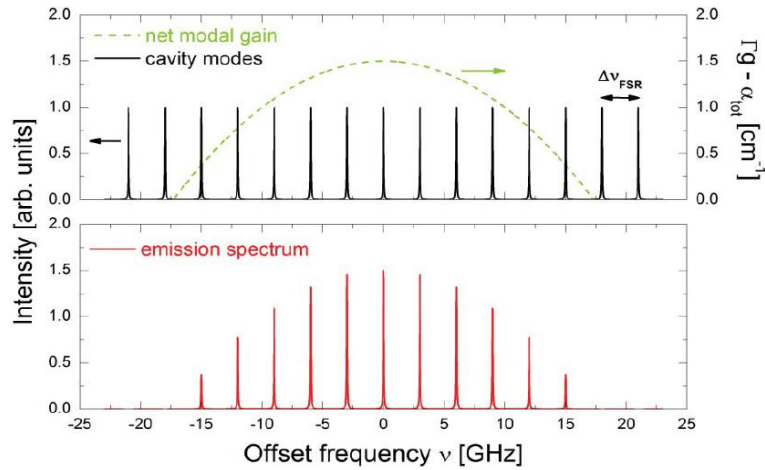 2.0
1.5
1.0
0.5
0.0
net modal gain
cavity modes
Δν_FSR
2.0
1.5
1.0
0.5
0.0
Γg - α_tot [cm⁻¹]
Intensity [arb. units]
2.0
1.5
1.0
0.5
0.0
emission spectrum
-25 -20 -15 -10 -5 0 5 10 15 20 25
Offset frequency ν [GHz]